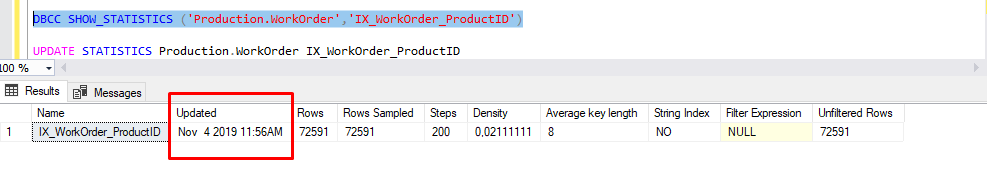 DBCC SHOW_STATISTICS ('Production.WorkOrder','IX_WorkOrder_ProductID')
UPDATE STATISTICS Production.WorkOrder IX_WorkOrder_ProductID
100 %
Results Messages
Name Updated Rows Rows Sampled Steps Density Average key length String Index Filter Expression Unfiltered Rows
1 IX_WorkOrder_ProductID Nov 4 2019 11:56AM 72591 72591 200 0,02111111 8 NO NULL 72591